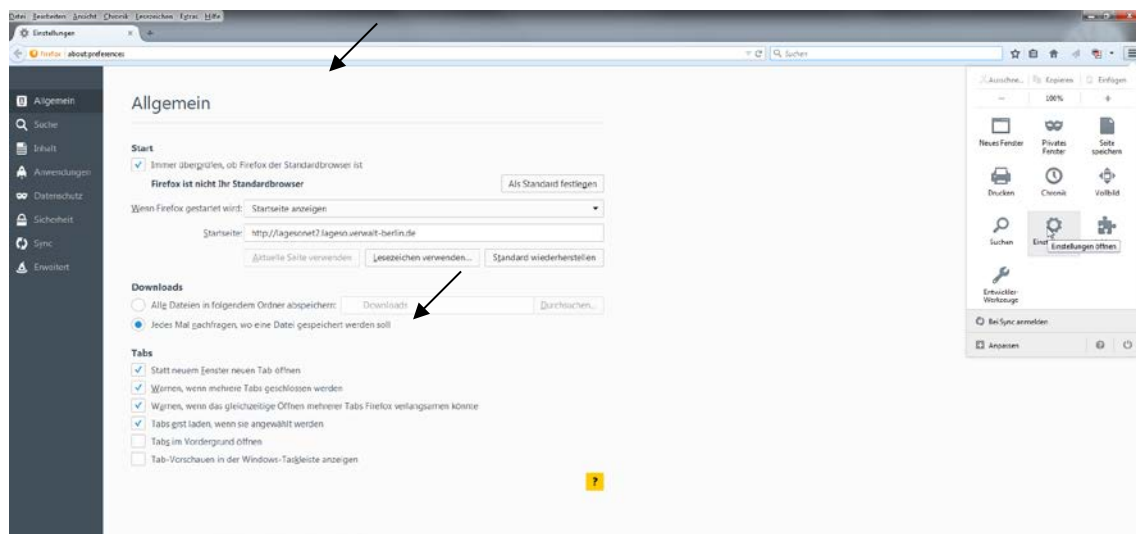 Datei Bearbeiten Ansicht Chronik Lesezeichen Extras Hilfe
Einstellungen × +
Firefox about:preferences Suchen
Allgemein
Suche
Inhalt
Anwendungen
Datenschutz
Sicherheit
Sync
Erweitert
Allgemein
Start
Immer überprüfen, ob Firefox der Standardbrowser ist
Firefox ist nicht Ihr Standardbrowser Als Standard festlegen
Wenn Firefox gestartet wird: Startseite anzeigen
Startseite: http://lagesonet2.lageso.verwalt-berlin.de
Aktuelle Seite verwenden Lesezeichen verwenden... Standard wiederherstellen
Downloads
Alle Dateien in folgendem Ordner abspeichern: Downloads Durchsuchen...
Jedes Mal nachfragen, wo eine Datei gespeichert werden soll
Tabs
Statt neuem Fenster neuen Tab öffnen
Warnen, wenn mehrere Tabs geschlossen werden
Warnen, wenn das gleichzeitige Öffnen mehrerer Tabs Firefox verlangsamen könnte
Tabs erst laden, wenn sie angewählt werden
Tabs im Vordergrund öffnen
Tab-Vorschauen in der Windows-Taskleiste anzeigen
?
Ausschne... Kopieren Einfügen
− 100% +
Neues Fenster Privates Fenster Seite speichern
Drucken Chronik Vollbild
Suchen Einst
Einstellungen öffnen
Entwickler-
Werkzeuge
Bei Sync anmelden
Anpassen